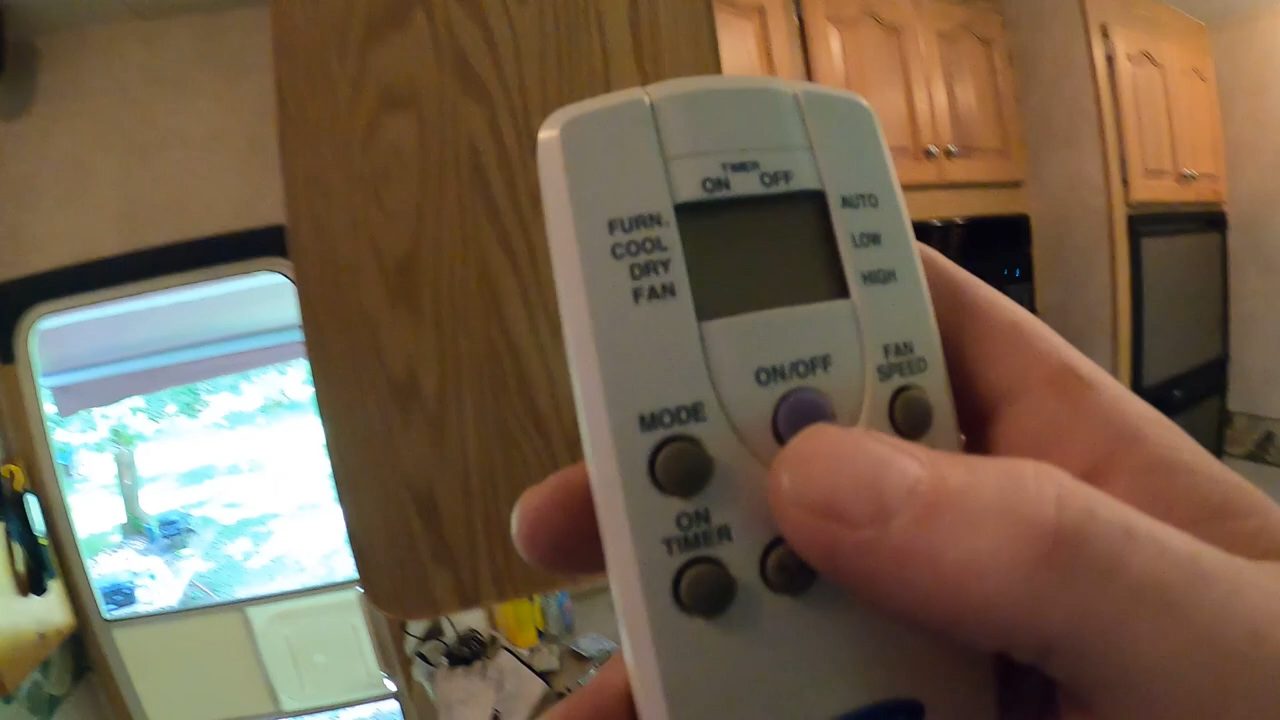 TIMER
ON OFF
FURN.
COOL
DRY
FAN
AUTO
LOW
HIGH
ON/OFF
FAN
SPEED
MODE
ON
TIMER